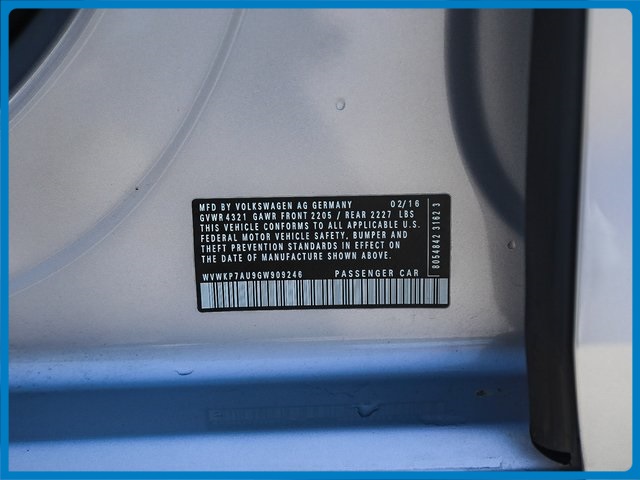 MFD BY VOLKSWAGEN AG GERMANY 02/16
GVWR 4321 GAWR FRONT 2205 / REAR 2227 LBS
THIS VEHICLE CONFORMS TO ALL APPLICABLE U.S.
FEDERAL MOTOR VEHICLE SAFETY, BUMPER AND
THEFT PREVENTION STANDARDS IN EFFECT ON
THE DATE OF MANUFACTURE SHOWN ABOVE.
WVWKP7AU9GW909246 PASSENGER CAR
8054842 3162 3